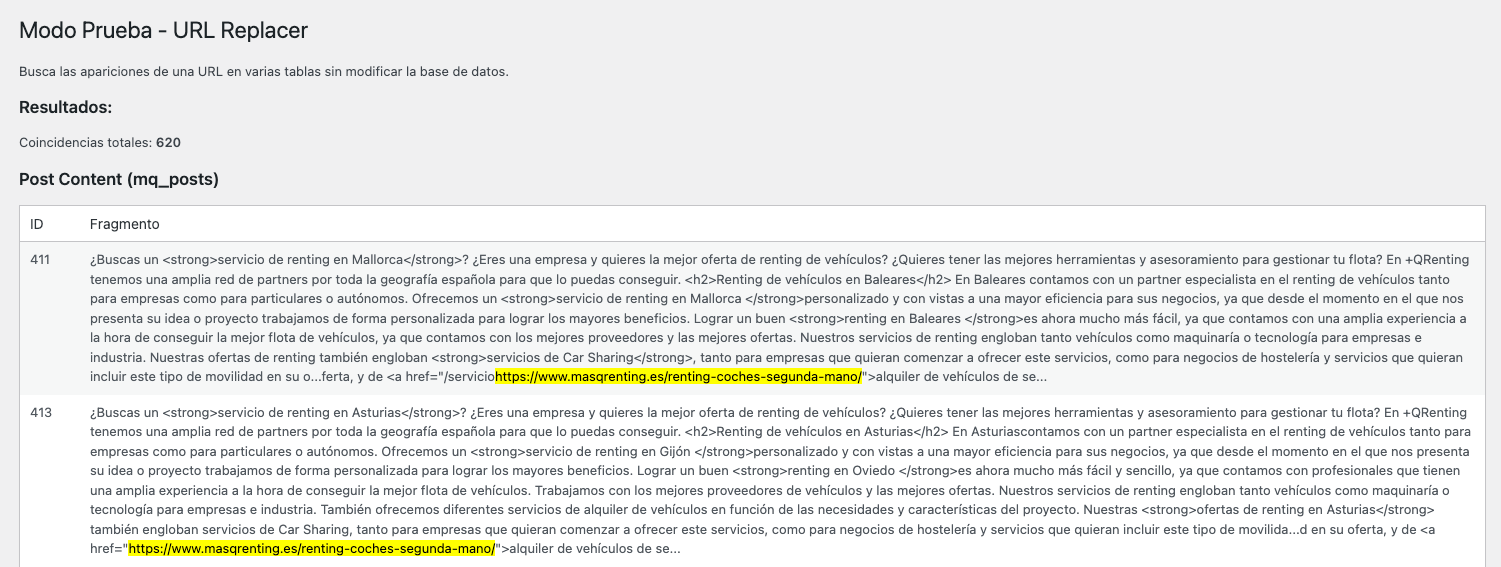 Modo Prueba - URL Replacer
Busca las apariciones de una URL en varias tablas sin modificar la base de datos.
Resultados:
Coincidencias totales: 620
Post Content (mq_posts)
ID Fragmento
411 ¿Buscas un <strong>servicio de renting en Mallorca</strong>? ¿Eres una empresa y quieres la mejor oferta de renting de vehículos? ¿Quieres tener las mejores herramientas y asesoramiento para gestionar tu flota? En +QRenting
tenemos una amplia red de partners por toda la geografía española para que lo puedas conseguir. <h2>Renting de vehículos en Baleares</h2> En Baleares contamos con un partner especialista en el renting de vehículos tanto
para empresas como para particulares o autónomos. Ofrecemos un <strong>servicio de renting en Mallorca </strong>personalizado y con vistas a una mayor eficiencia para sus negocios, ya que desde el momento en el que nos
presenta su idea o proyecto trabajamos de forma personalizada para lograr los mayores beneficios. Lograr un buen <strong>renting en Baleares </strong>es ahora mucho más fácil, ya que contamos con una amplia experiencia a
la hora de conseguir la mejor flota de vehículos, ya que contamos con los mejores proveedores y las mejores ofertas. Nuestros servicios de renting engloban tanto vehículos como maquinaría o tecnología para empresas e
industria. Nuestras ofertas de renting también engloban <strong>servicios de Car Sharing</strong>, tanto para empresas que quieran comenzar a ofrecer este servicios, como para negocios de hostelería y servicios que quieran
incluir este tipo de movilidad en su o...ferta, y de <a href="/serviciohttps://www.masqrenting.es/renting-coches-segunda-mano/">alquiler de vehículos de se...
413 ¿Buscas un <strong>servicio de renting en Asturias</strong>? ¿Eres una empresa y quieres la mejor oferta de renting de vehículos? ¿Quieres tener las mejores herramientas y asesoramiento para gestionar tu flota? En +QRenting
tenemos una amplia red de partners por toda la geografía española para que lo puedas conseguir. <h2>Renting de vehículos en Asturias</h2> En Asturiascontamos con un partner especialista en el renting de vehículos tanto para
empresas como para particulares o autónomos. Ofrecemos un <strong>servicio de renting en Gijón </strong>personalizado y con vistas a una mayor eficiencia para sus negocios, ya que desde el momento en el que nos presenta
su idea o proyecto trabajamos de forma personalizada para lograr los mayores beneficios. Lograr un buen <strong>renting en Oviedo </strong>es ahora mucho más fácil y sencillo, ya que contamos con profesionales que tienen
una amplia experiencia a la hora de conseguir la mejor flota de vehículos. Trabajamos con los mejores proveedores de vehículos y las mejores ofertas. Nuestros servicios de renting engloban tanto vehículos como maquinaría o
tecnología para empresas e industria. También ofrecemos diferentes servicios de alquiler de vehículos en función de las necesidades y características del proyecto. Nuestras <strong>ofertas de renting en Asturias</strong>
también engloban servicios de Car Sharing, tanto para empresas que quieran comenzar a ofrecer este servicios, como para negocios de hostelería y servicios que quieran incluir este tipo de movilida...d en su oferta, y de <a
href="https://www.masqrenting.es/renting-coches-segunda-mano/">alquiler de vehículos de se...